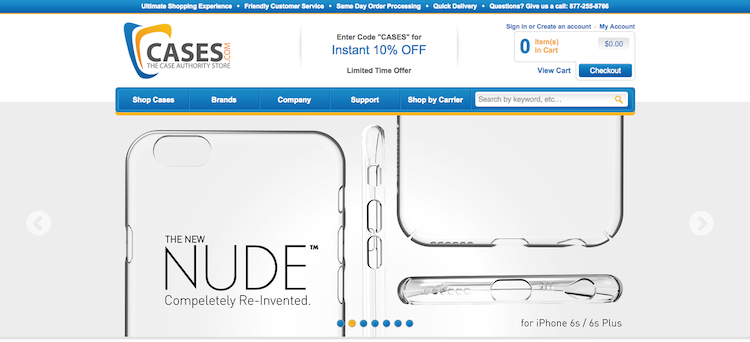 Ultimate Shopping Experience • Friendly Customer Service • Same Day Order Processing • Quick Delivery • Questions? Give us a call: 877-255-8766
Sign in or Create an account - My Account
CASES.COM
THE CASE AUTHORITY STORE
Enter Code "CASES" for
Instant 10% OFF
Limited Time Offer
0 Item(s) in Cart
$0.00
View Cart Checkout
Shop Cases Brands Company Support Shop by Carrier Search by keyword, etc...
THE NEW
NUDE™
Compeletely Re-Invented.
for iPhone 6s / 6s Plus